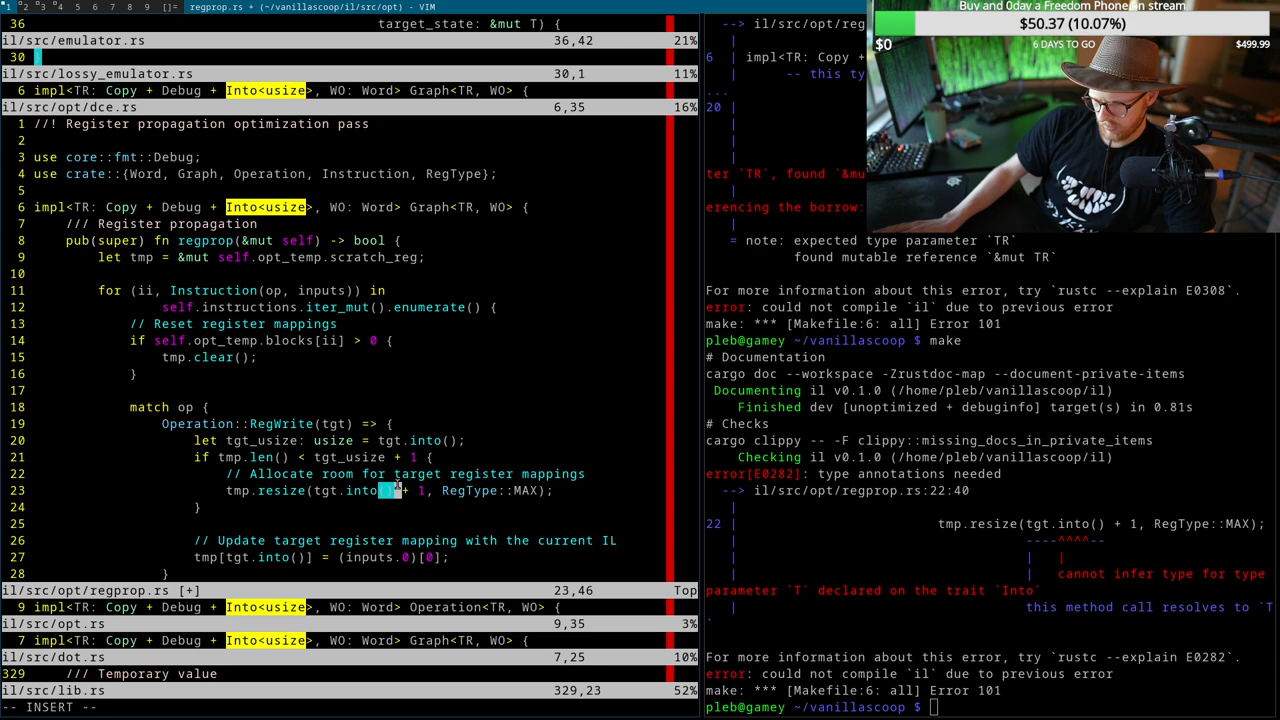 1 2 3 4 5 6 7 8 9 []= regprop.rs + (~/vanillascoop/il/src/opt) - VIM
36 target_state: &mut T) {
il/src/emulator.rs 36,42 21%
30 }
il/src/lossy_emulator.rs 30,1 11%
6 impl<TR: Copy + Debug + Into<usize>, WO: Word> Graph<TR, WO> {
il/src/opt/dce.rs 6,35 16%
1 //! Register propagation optimization pass
2
3 use core::fmt::Debug;
4 use crate::{Word, Graph, Operation, Instruction, RegType};
5
6 impl<TR: Copy + Debug + Into<usize>, WO: Word> Graph<TR, WO> {
7 /// Register propagation
8 pub(super) fn regprop(&mut self) -> bool {
9 let tmp = &mut self.opt_temp.scratch_reg;
10
11 for (ii, Instruction(op, inputs)) in
12 self.instructions.iter_mut().enumerate() {
13 // Reset register mappings
14 if self.opt_temp.blocks[ii] > 0 {
15 tmp.clear();
16 }
17
18 match op {
19 Operation::RegWrite(tgt) => {
20 let tgt_usize: usize = tgt.into();
21 if tmp.len() < tgt_usize + 1 {
22 // Allocate room for target register mappings
23 tmp.resize(tgt.into() + 1, RegType::MAX);
24 }
25
26 // Update target register mapping with the current IL
27 tmp[tgt.into()] = (inputs.0)[0];
28 }
il/src/opt/regprop.rs [+] 23,46 Top
9 impl<TR: Copy + Debug + Into<usize>, WO: Word> Operation<TR, WO> {
il/src/opt.rs 9,35 3%
7 impl<TR: Copy + Debug + Into<usize>, WO: Word> Graph<TR, WO> {
il/src/dot.rs 7,25 10%
329 /// Temporary value
il/src/lib.rs 329,23 52%
-- INSERT --
--> il/src/opt/reg
|
6 | impl<TR: Copy +
| -- this ty
...
20 |
|
|
|
ter `TR`, found `&mu
|
erencing the borrow:
|
= note: expected type parameter `TR`
found mutable reference `&mut TR`
For more information about this error, try `rustc --explain E0308`.
error: could not compile `il` due to previous error
make: *** [Makefile:6: all] Error 101
pleb@gamey ~/vanillascoop $ make
# Documentation
cargo doc --workspace -Zrustdoc-map --document-private-items
Documenting il v0.1.0 (/home/pleb/vanillascoop/il)
Finished dev [unoptimized + debuginfo] target(s) in 0.81s
# Checks
cargo clippy -- -F clippy::missing_docs_in_private_items
Checking il v0.1.0 (/home/pleb/vanillascoop/il)
error[E0282]: type annotations needed
--> il/src/opt/regprop.rs:22:40
|
22 | tmp.resize(tgt.into() + 1, RegType::MAX);
| ----^^^^--
| | |
| | cannot infer type for type
parameter `T` declared on the trait `Into`
| this method call resolves to `T
`
For more information about this error, try `rustc --explain E0282`.
error: could not compile `il` due to previous error
make: *** [Makefile:6: all] Error 101
pleb@gamey ~/vanillascoop $
Buy and 0day a Freedom Phone on stream
$50.37 (10.07%)
$0 6 DAYS TO GO $499.99